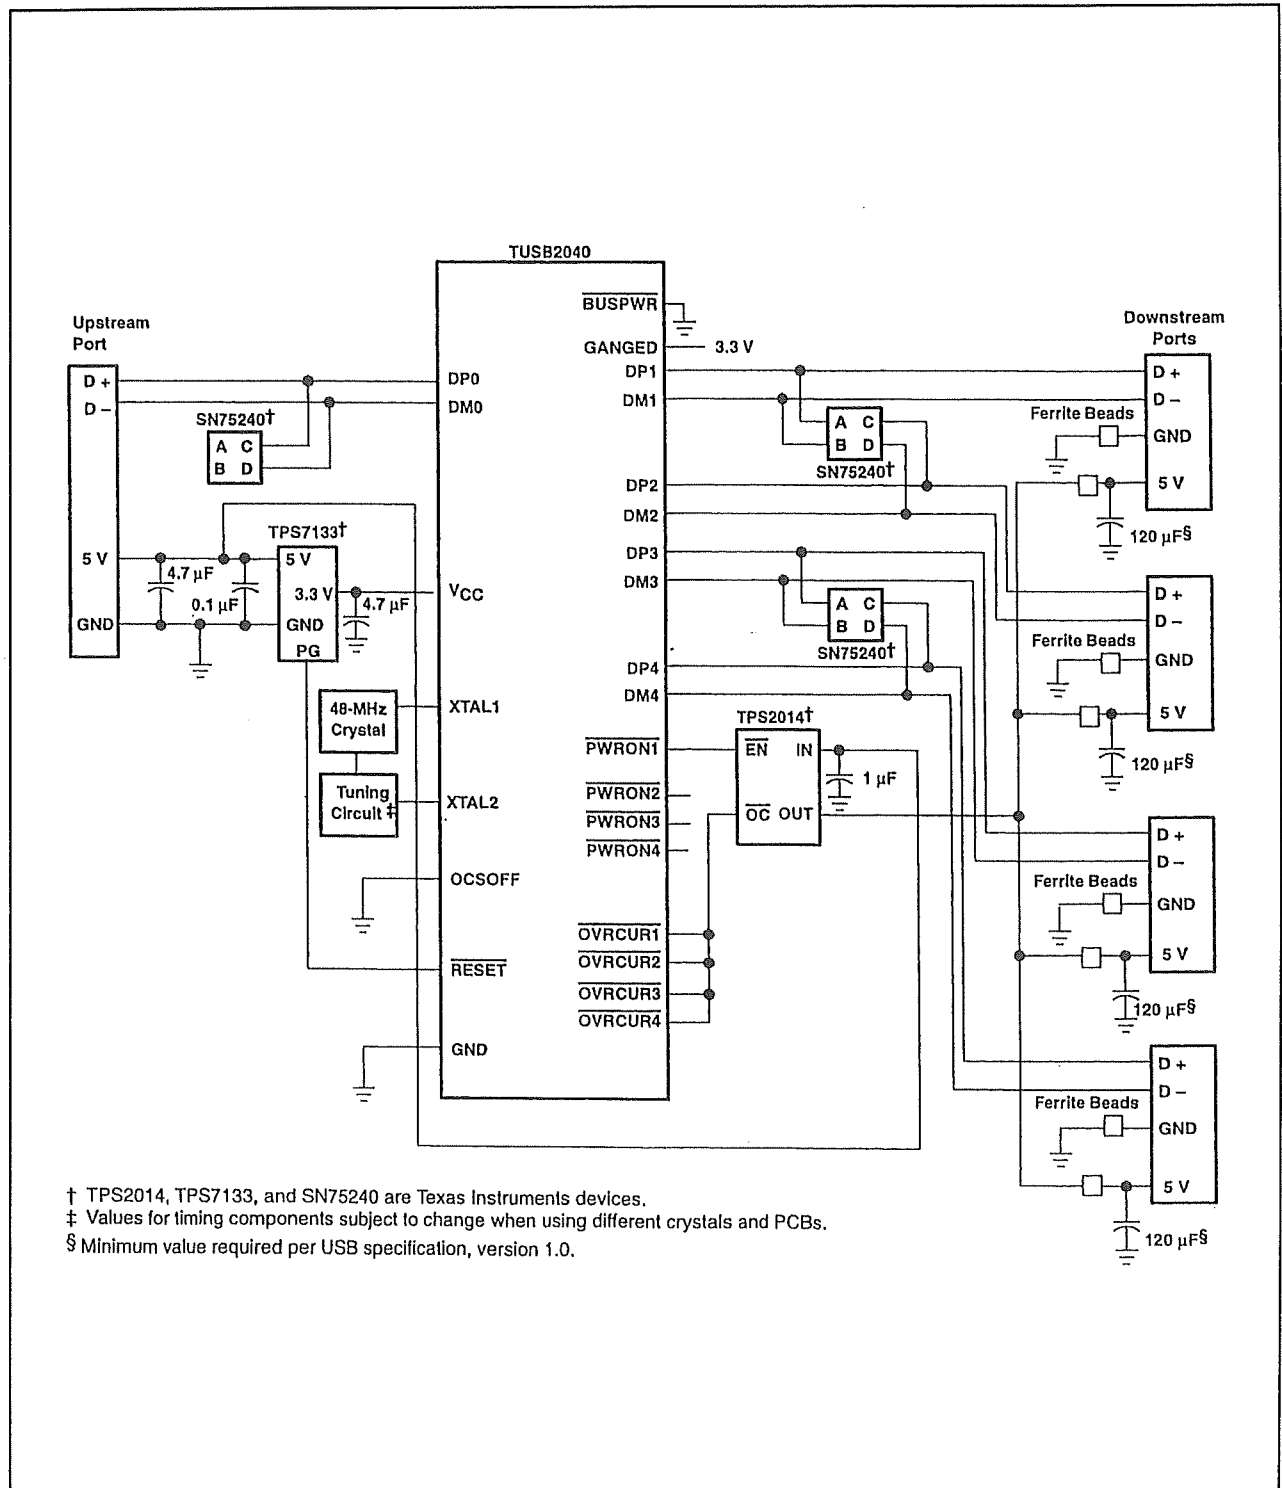 TUSB2040
Upstream
Port
D +
D –
SN75240†
A C
B D
DP0
DM0
TPS7133†
5 V
4.7 µF
0.1 µF
5 V
3.3 V
GND
PG
GND
4.7 µF
VCC
48-MHz
Crystal
XTAL1
Tuning
Circuit ‡
XTAL2
OCSOFF
RESET
GND
BUSPWR
GANGED
3.3 V
DP1
DM1
A C
B D
SN75240†
DP2
DM2
DP3
DM3
A C
B D
SN75240†
DP4
DM4
TPS2014†
PWRON1
EN IN
1 µF
PWRON2
PWRON3
OC OUT
PWRON4
OVRCUR1
OVRCUR2
OVRCUR3
OVRCUR4
Downstream
Ports
D +
D –
Ferrite Beads
GND
5 V
120 µF§
D +
D –
Ferrite Beads
GND
5 V
120 µF§
D +
D –
Ferrite Beads
GND
5 V
120 µF§
D +
D –
Ferrite Beads
GND
5 V
120 µF§
† TPS2014, TPS7133, and SN75240 are Texas Instruments devices.
‡ Values for timing components subject to change when using different crystals and PCBs.
§ Minimum value required per USB specification, version 1.0.